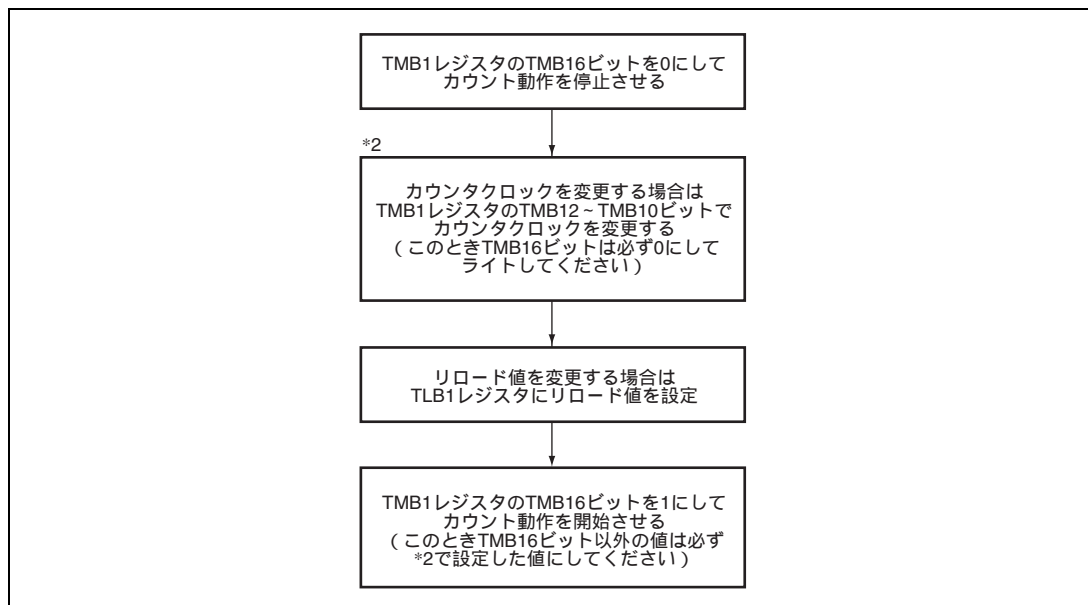 TMB1レジスタのTMB16ビットを0にして
カウント動作を停止させる
*2
カウンタクロックを変更する場合は
TMB1レジスタのTMB12~TMB10ビットで
カウンタクロックを変更する
(このときTMB16ビットは必ず0にして
ライトしてください)
リロード値を変更する場合は
TLB1レジスタにリロード値を設定
TMB1レジスタのTMB16ビットを1にして
カウント動作を開始させる
(このときTMB16ビット以外の値は必ず
*2で設定した値にしてください)